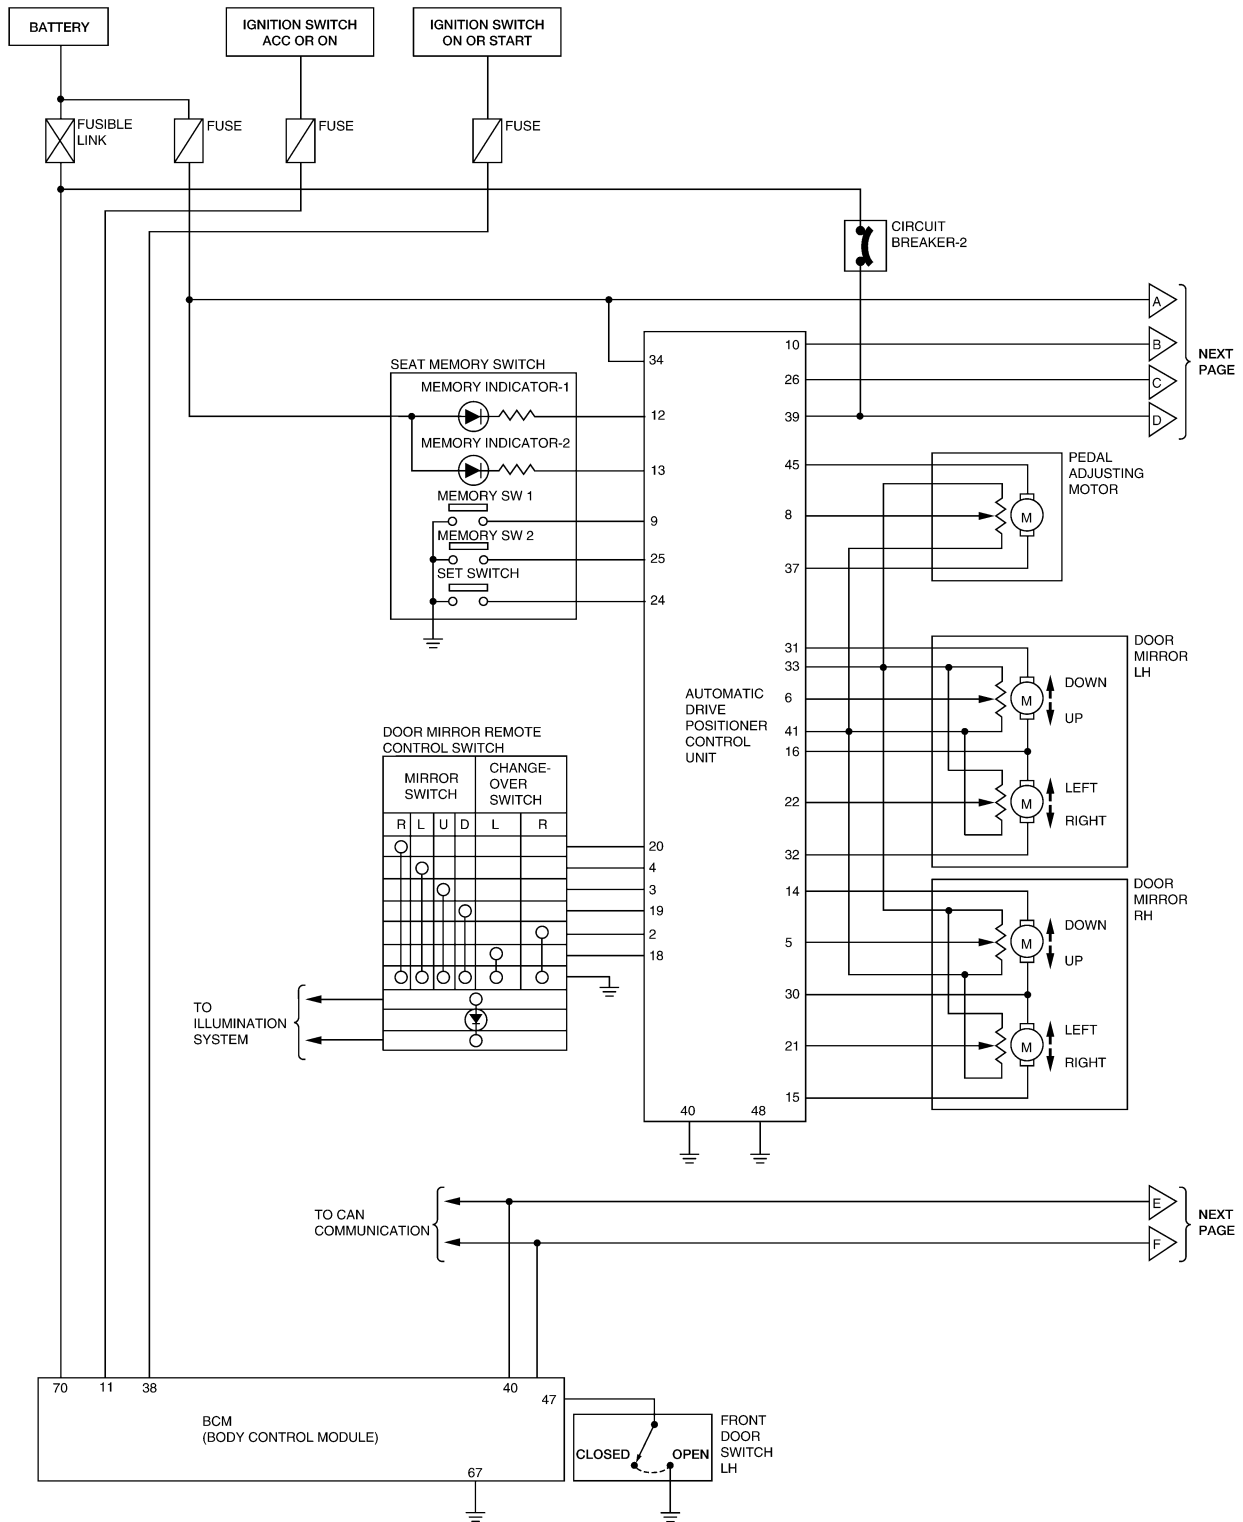 BATTERY
IGNITION SWITCH
ACC OR ON
IGNITION SWITCH
ON OR START
FUSIBLE
LINK
FUSE
FUSE
FUSE
CIRCUIT
BREAKER-2
A
B
C
D
NEXT
PAGE
SEAT MEMORY SWITCH
MEMORY INDICATOR-1
MEMORY INDICATOR-2
MEMORY SW 1
MEMORY SW 2
SET SWITCH
34
12
13
9
25
24
10
26
39
45
8
37
31
33
6
41
16
22
32
14
5
30
21
15
AUTOMATIC
DRIVE
POSITIONER
CONTROL
UNIT
PEDAL
ADJUSTING
MOTOR
M
DOOR
MIRROR
LH
M
DOWN
UP
M
LEFT
RIGHT
DOOR
MIRROR
RH
M
DOWN
UP
M
LEFT
RIGHT
DOOR MIRROR REMOTE
CONTROL SWITCH
MIRROR
SWITCH
CHANGE-
OVER
SWITCH
R L U D L R
20
4
3
19
2
18
TO
ILLUMINATION
SYSTEM
40 48
TO CAN
COMMUNICATION
E
F
NEXT
PAGE
70 11 38 40
47
BCM
(BODY CONTROL MODULE)
67
CLOSED OPEN
FRONT
DOOR
SWITCH
LH